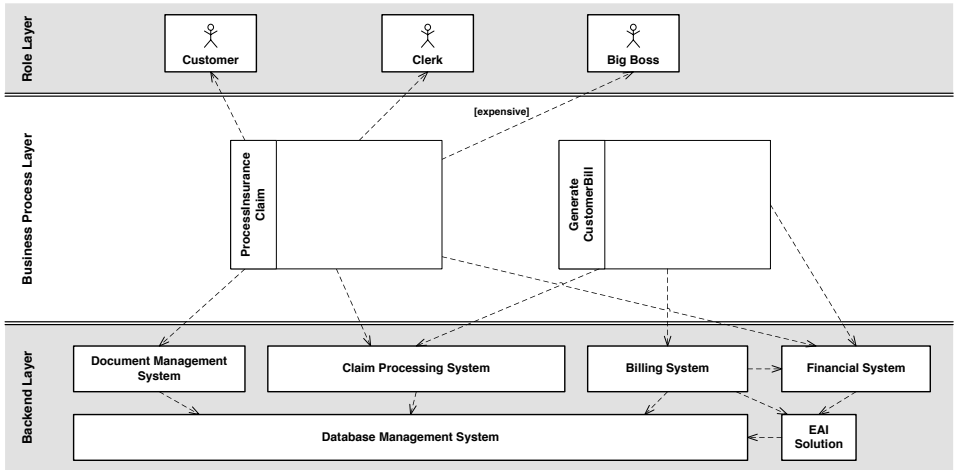 Role Layer
Customer
Clerk
Big Boss
[expensive]
Business Process Layer
ProcessInsurance
Claim
Generate
CustomerBill
Backend Layer
Document Management
System
Claim Processing System
Billing System
Financial System
Database Management System
EAI
Solution